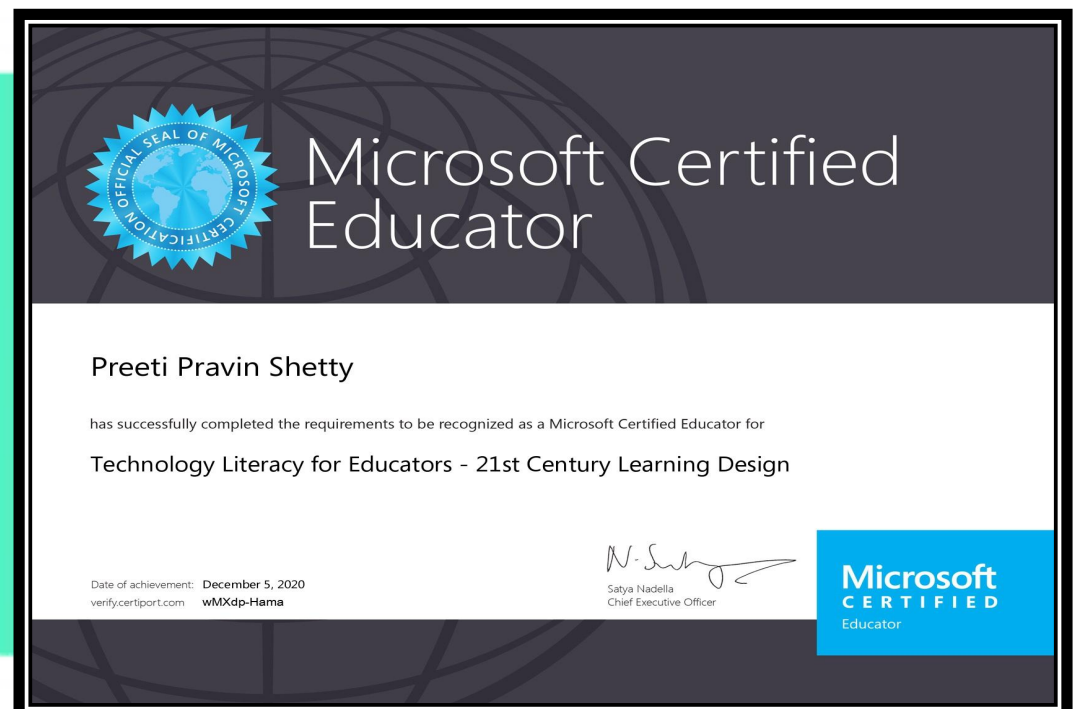 OFFICIAL SEAL OF MICROSOFT CERTIFICATION
Microsoft Certified
Educator
Preeti Pravin Shetty
has successfully completed the requirements to be recognized as a Microsoft Certified Educator for
Technology Literacy for Educators - 21st Century Learning Design
Date of achievement: December 5, 2020
verify.certiport.com wMXdp-Hama
Satya Nadella
Chief Executive Officer
Microsoft
CERTIFIED
Educator